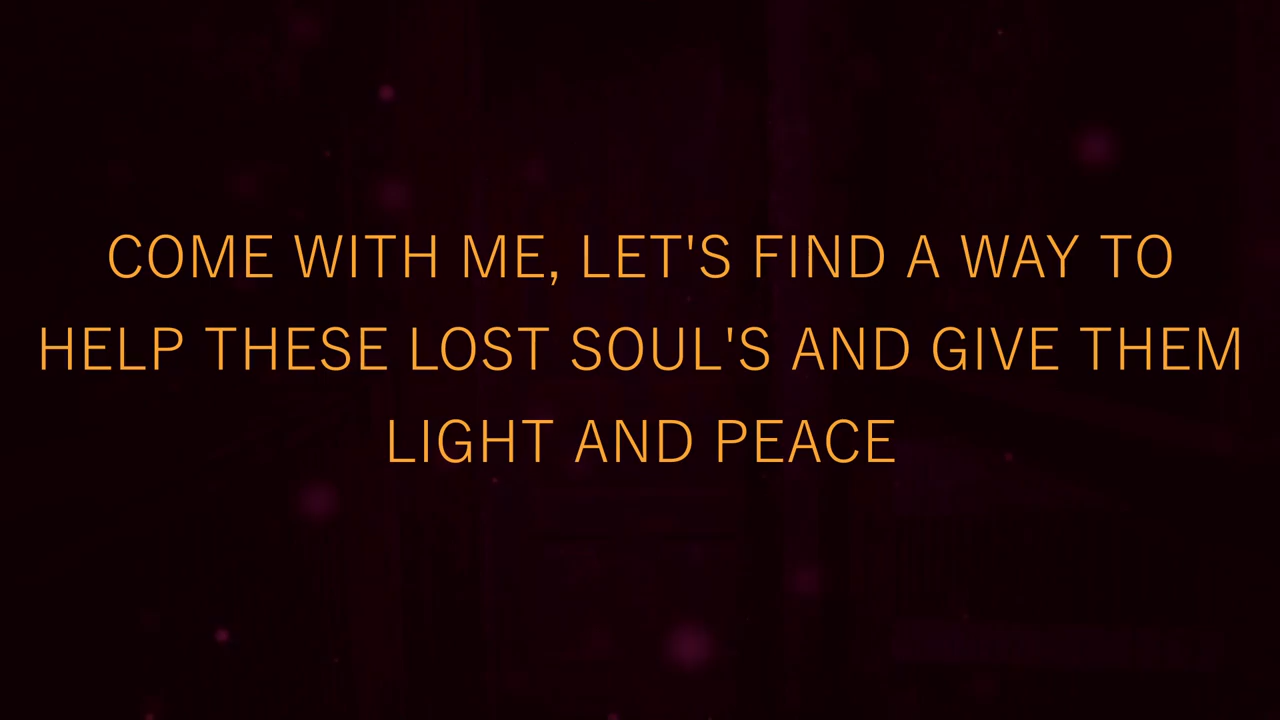 COME WITH ME, LET'S FIND A WAY TO
HELP THESE LOST SOUL'S AND GIVE THEM
LIGHT AND PEACE